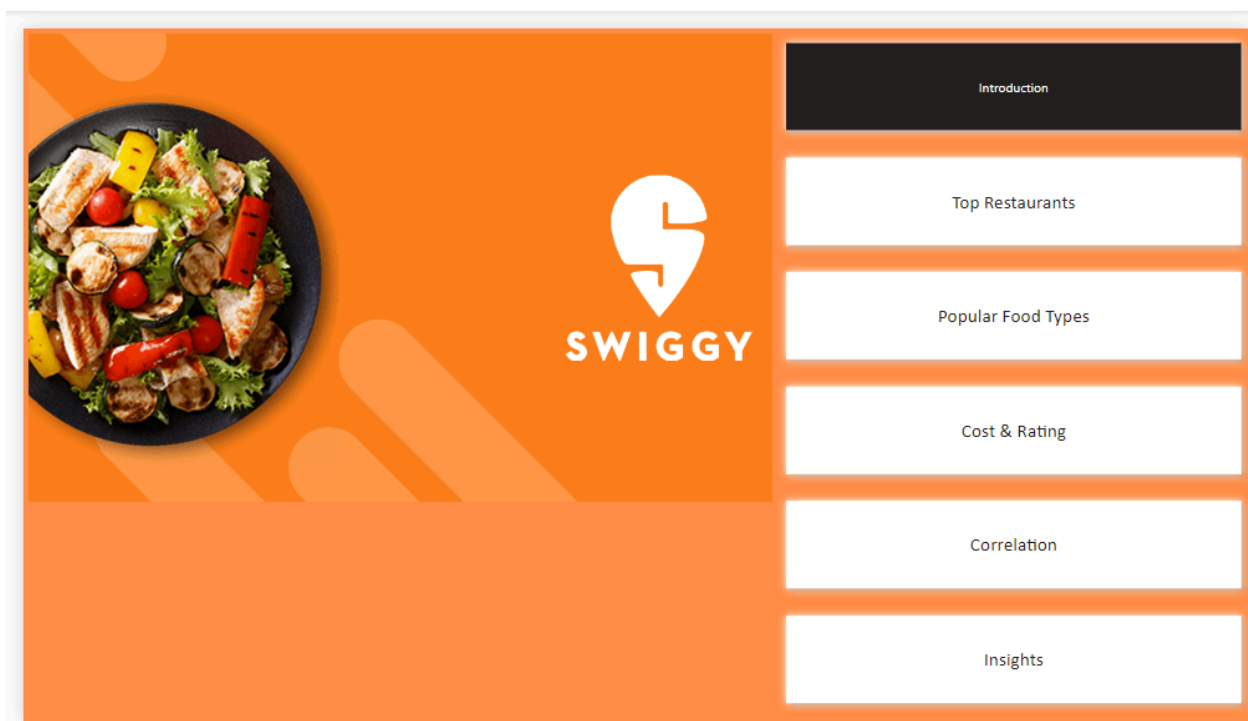 Introduction
SWIGGY
Top Restaurants
Popular Food Types
Cost & Rating
Correlation
Insights